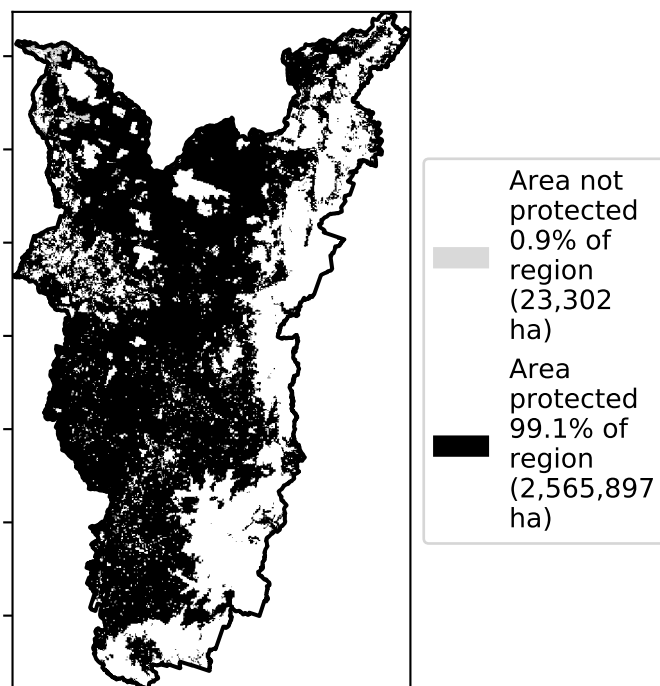 Area not
protected
0.9% of
region
(23,302
ha)
Area
protected
99.1% of
region
(2,565,897
ha)